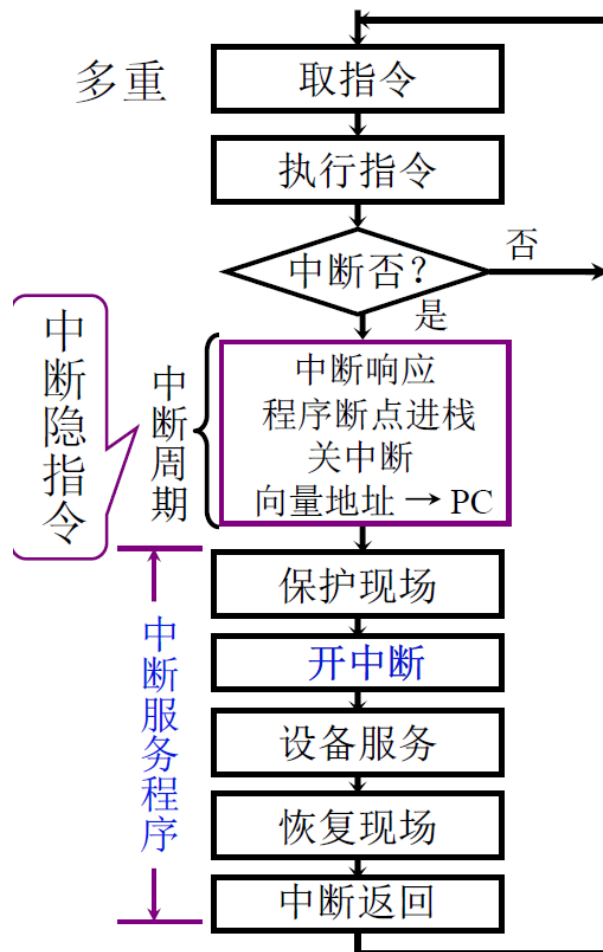 多重
取指令
执行指令
中断否？
否
是
中断隐指令
中断周期
中断响应
程序断点进栈
关中断
向量地址 → PC
中断服务程序
保护现场
开中断
设备服务
恢复现场
中断返回